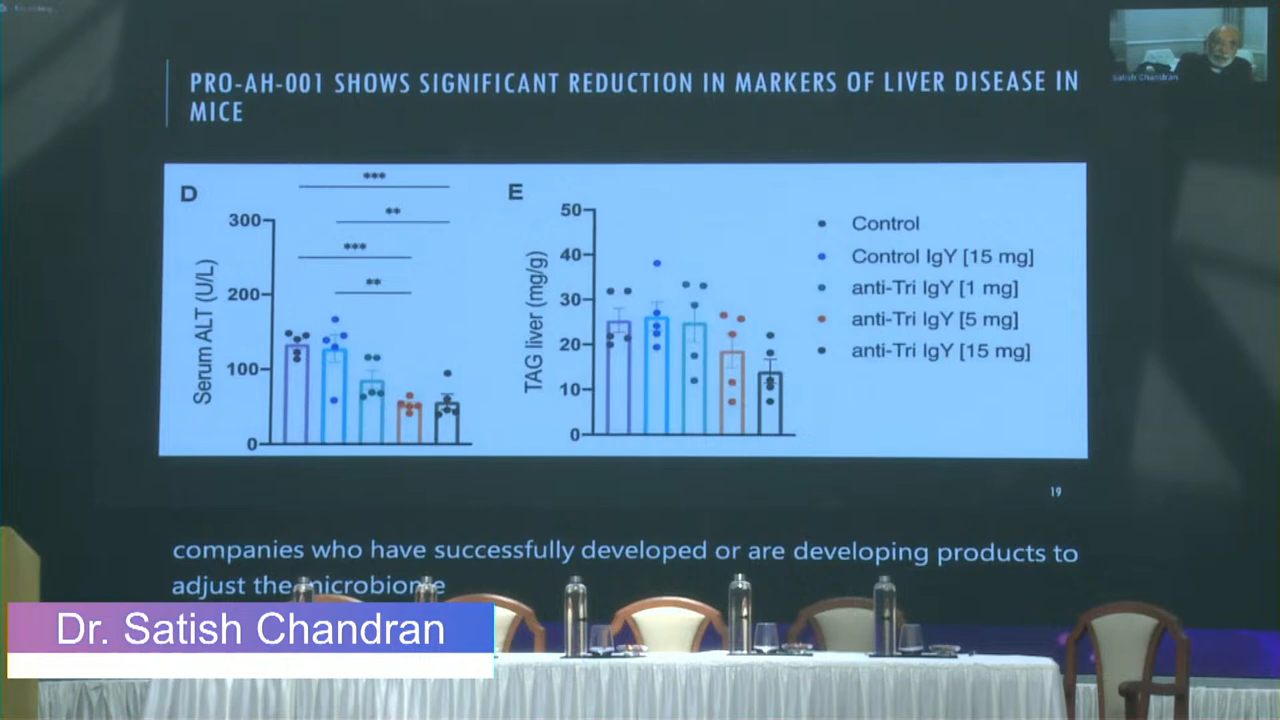 Satish Chandran
PRO-AH-001 SHOWS SIGNIFICANT REDUCTION IN MARKERS OF LIVER DISEASE IN
MICE
D
***
**
***
**
300
200
100
0
Serum ALT (U/L)
E
50
40
30
20
10
0
TAG liver (mg/g)
Control
Control IgY [15 mg]
anti-Tri IgY [1 mg]
anti-Tri IgY [5 mg]
anti-Tri IgY [15 mg]
19
companies who have successfully developed or are developing products to
adjust the microbiome
Dr. Satish Chandran